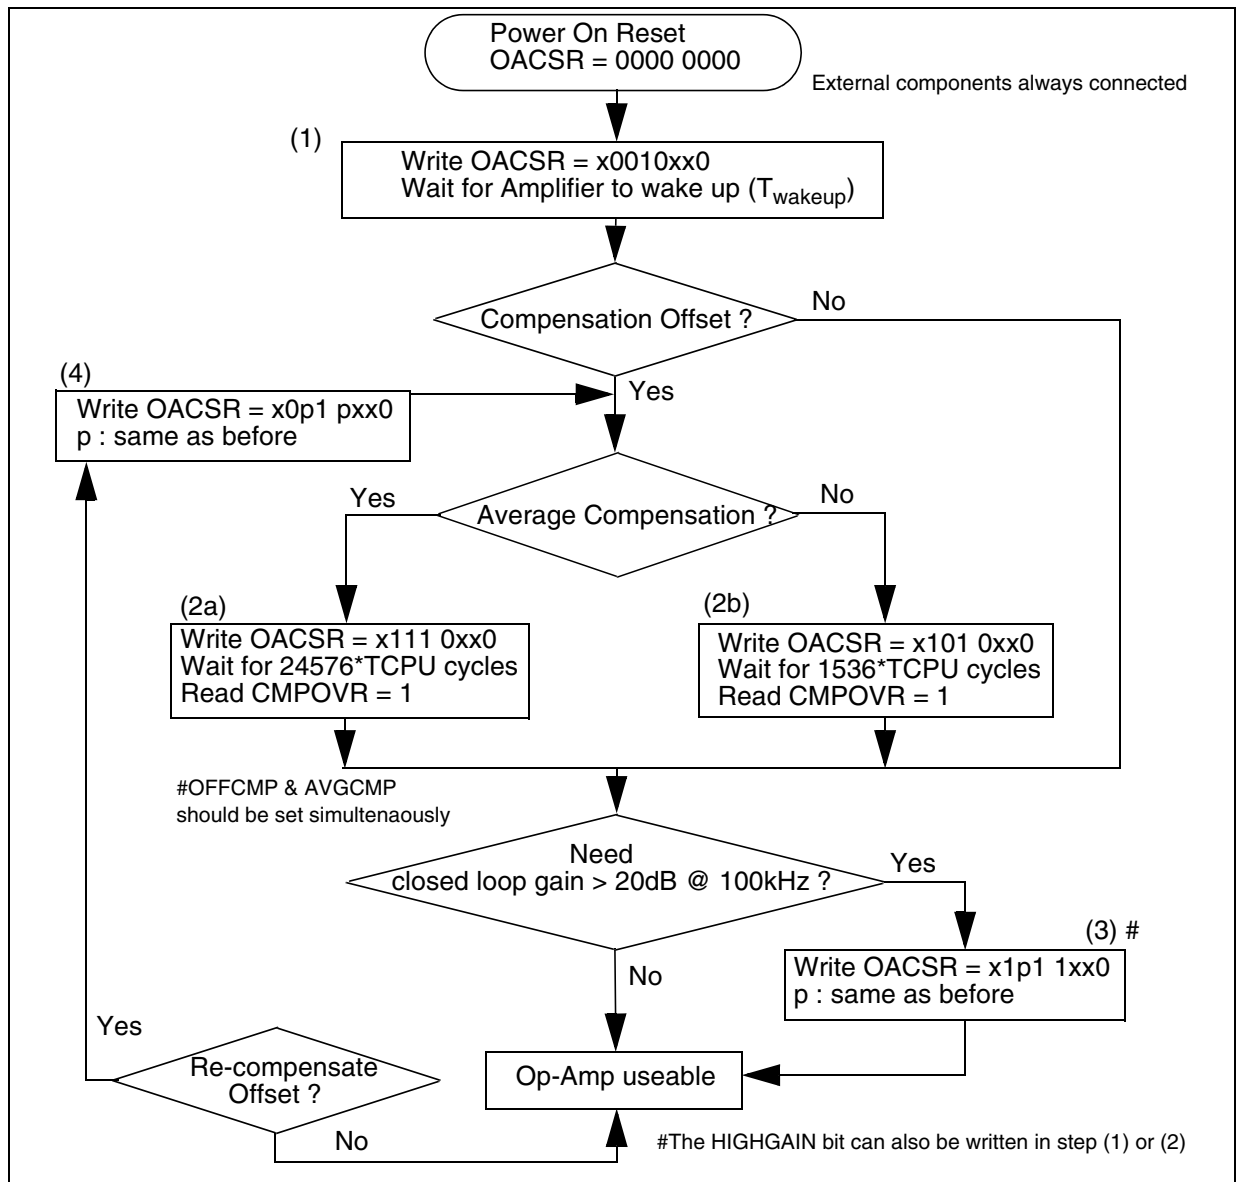 Power On Reset
OACSR = 0000 0000
External components always connected
(1)
Write OACSR = x0010xx0
Wait for Amplifier to wake up (Twakeup)
Compensation Offset ?
No
Yes
(4)
Write OACSR = x0p1 pxx0
p : same as before
Average Compensation ?
Yes
No
(2a)
Write OACSR = x111 0xx0
Wait for 24576*TCPU cycles
Read CMPOVR = 1
(2b)
Write OACSR = x101 0xx0
Wait for 1536*TCPU cycles
Read CMPOVR = 1
#OFFCMP & AVGCMP
should be set simultenaously
Need
closed loop gain > 20dB @ 100kHz ?
Yes
No
(3) #
Write OACSR = x1p1 1xx0
p : same as before
Yes
Re-compensate
Offset ?
No
Op-Amp useable
#The HIGHGAIN bit can also be written in step (1) or (2)